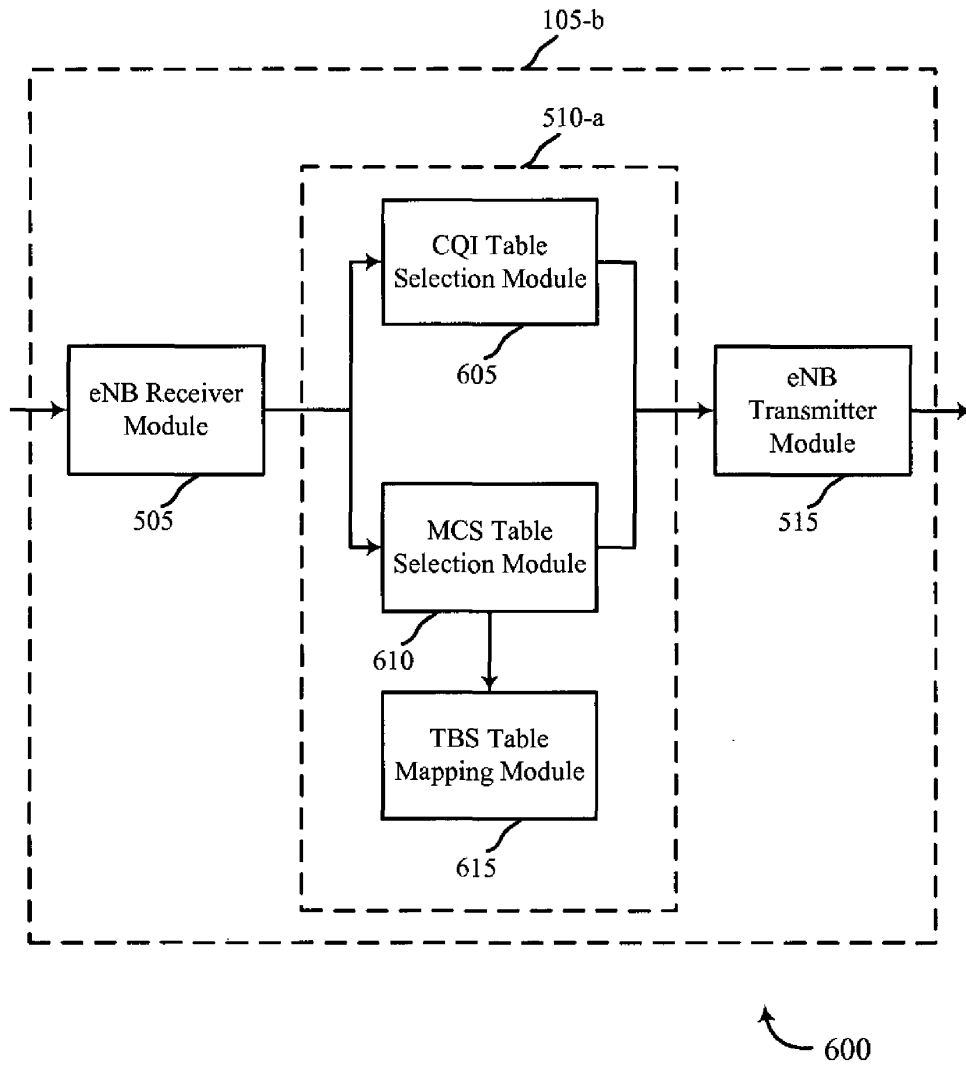 105-b
510-a
CQI Table
Selection Module
605
eNB Receiver
Module
505
eNB
Transmitter
Module
515
MCS Table
Selection Module
610
TBS Table
Mapping Module
615
600